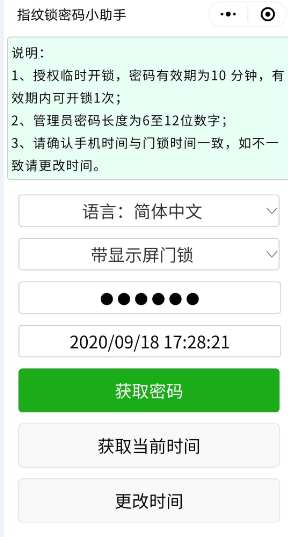 指纹锁密码小助手
说明：
1、授权临时开锁，密码有效期为10 分钟，有
效期内可开锁1次；
2、管理员密码长度为6至12位数字；
3、请确认手机时间与门锁时间一致，如不一
致请更改时间。
语言：简体中文
带显示屏门锁
●●●●●●
2020/09/18 17:28:21
获取密码
获取当前时间
更改时间